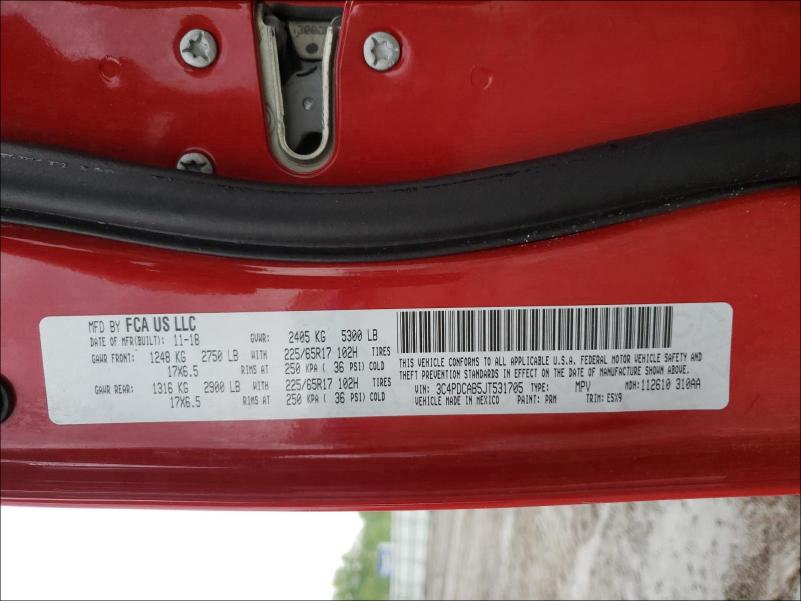 MFD BY FCA US LLC
DATE OF MFR(BUILT): 11-18 GVWR: 2405 KG 5300 LB
GAWR FRONT: 1248 KG 2750 LB WITH 225/65R17 102H TIRES
17X6.5 RIMS AT 250 KPA ( 36 PSI) COLD
GAWR REAR: 1316 KG 2900 LB WITH 225/65R17 102H TIRES
17X6.5 RIMS AT 250 KPA ( 36 PSI) COLD
THIS VEHICLE CONFORMS TO ALL APPLICABLE U.S.A. FEDERAL MOTOR VEHICLE SAFETY AND
THEFT PREVENTION STANDARDS IN EFFECT ON THE DATE OF MANUFACTURE SHOWN ABOVE.
VIN: 3C4PDCAB5JT531705 TYPE: MPV MDH: 112610 310AA
VEHICLE MADE IN MEXICO PAINT: PRM TRIM: E5X9